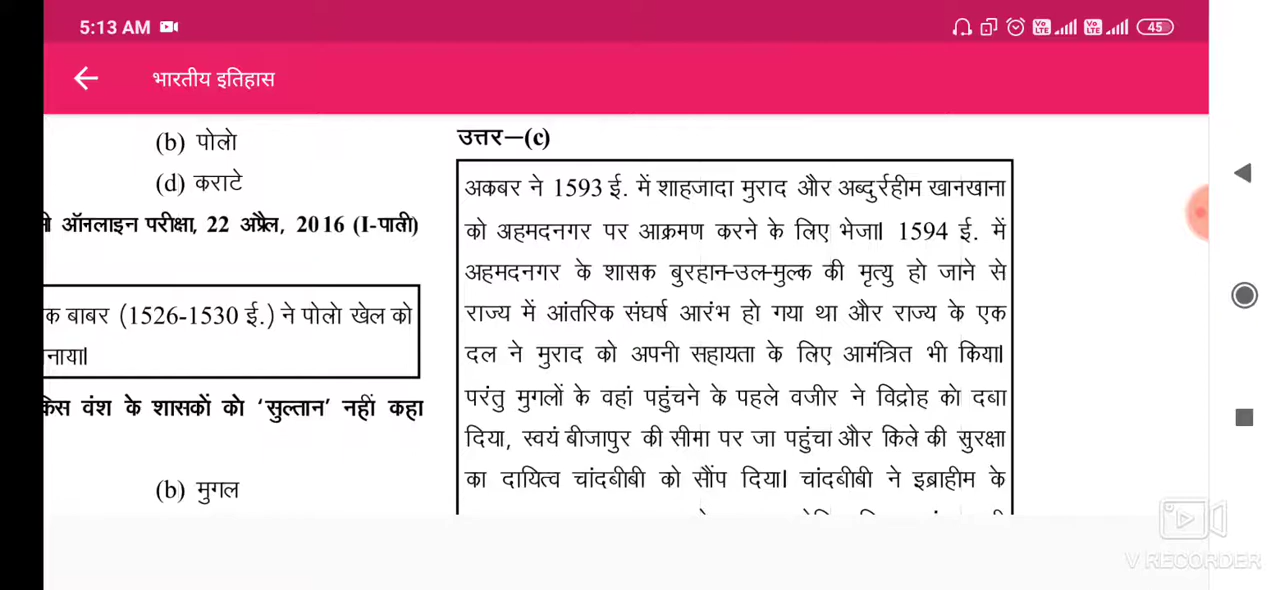 5:13 AM
45
भारतीय इतिहास
(b) पोलो
(d) कराटे
ऑनलाइन परीक्षा, 22 अप्रैल, 2016 (I-पाली)
बाबर (1526-1530 ई.) ने पोलो खेल को
वंश के शासकों को ‘सुल्तान’ नहीं कहा
(b) मुगल
उत्तर—(c)
अकबर ने 1593 ई. में शाहजादा मुराद और अब्दुर्रहीम खानखाना
को अहमदनगर पर आक्रमण करने के लिए भेजा। 1594 ई. में
अहमदनगर के शासक बुरहान-उल-मुल्क की मृत्यु हो जाने से
राज्य में आंतरिक संघर्ष आरंभ हो गया था और राज्य के एक
दल ने मुराद को अपनी सहायता के लिए आमंत्रित भी किया।
परंतु मुगलों के वहां पहुंचने के पहले वजीर ने विद्रोह को दबा
दिया, स्वयं बीजापुर की सीमा पर जा पहुंचा और किले की सुरक्षा
का दायित्व चांदबीबी को सौंप दिया। चांदबीबी ने इब्राहीम के
V RECORDER